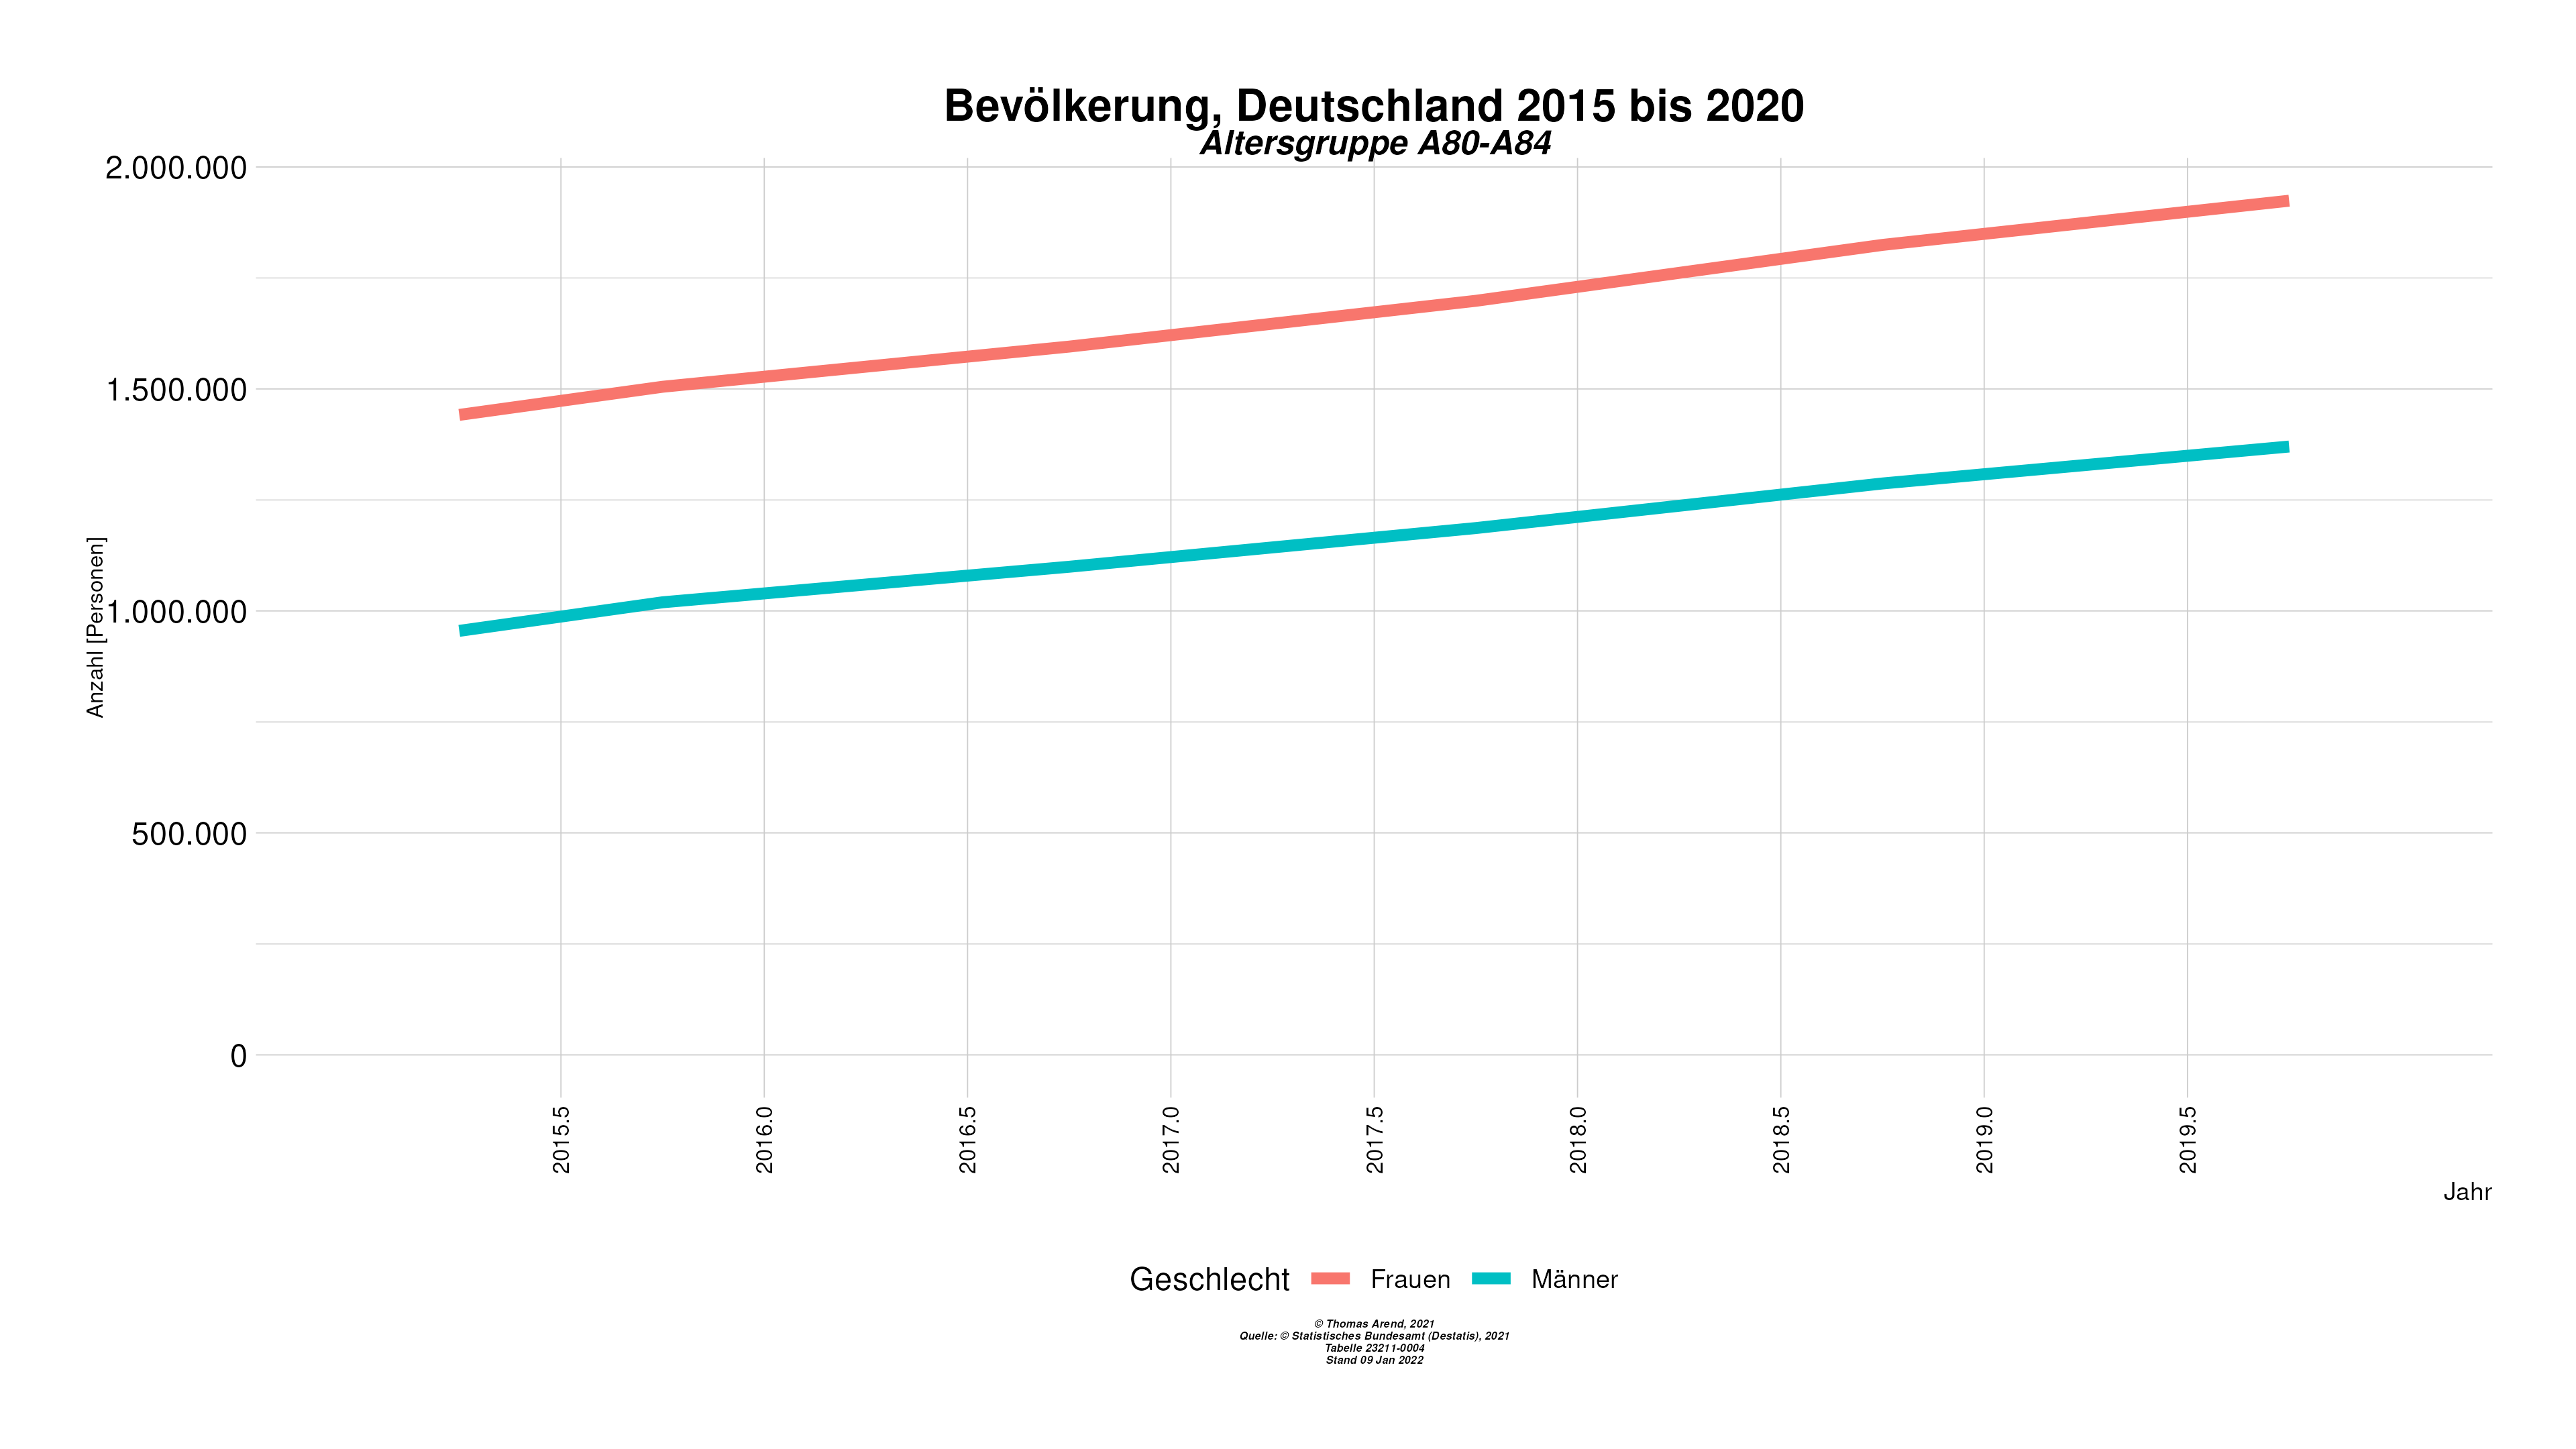 Bevölkerung, Deutschland 2015 bis 2020
Altersgruppe A80-A84
2.000.000
1.500.000
1.000.000
500.000
0
Anzahl [Personen]
2015.5
2016.0
2016.5
2017.0
2017.5
2018.0
2018.5
2019.0
2019.5
Jahr
Geschlecht Frauen Männer
© Thomas Arend, 2021
Quelle: © Statistisches Bundesamt (Destatis), 2021
Tabelle 23211-0004
Stand 09 Jan 2022